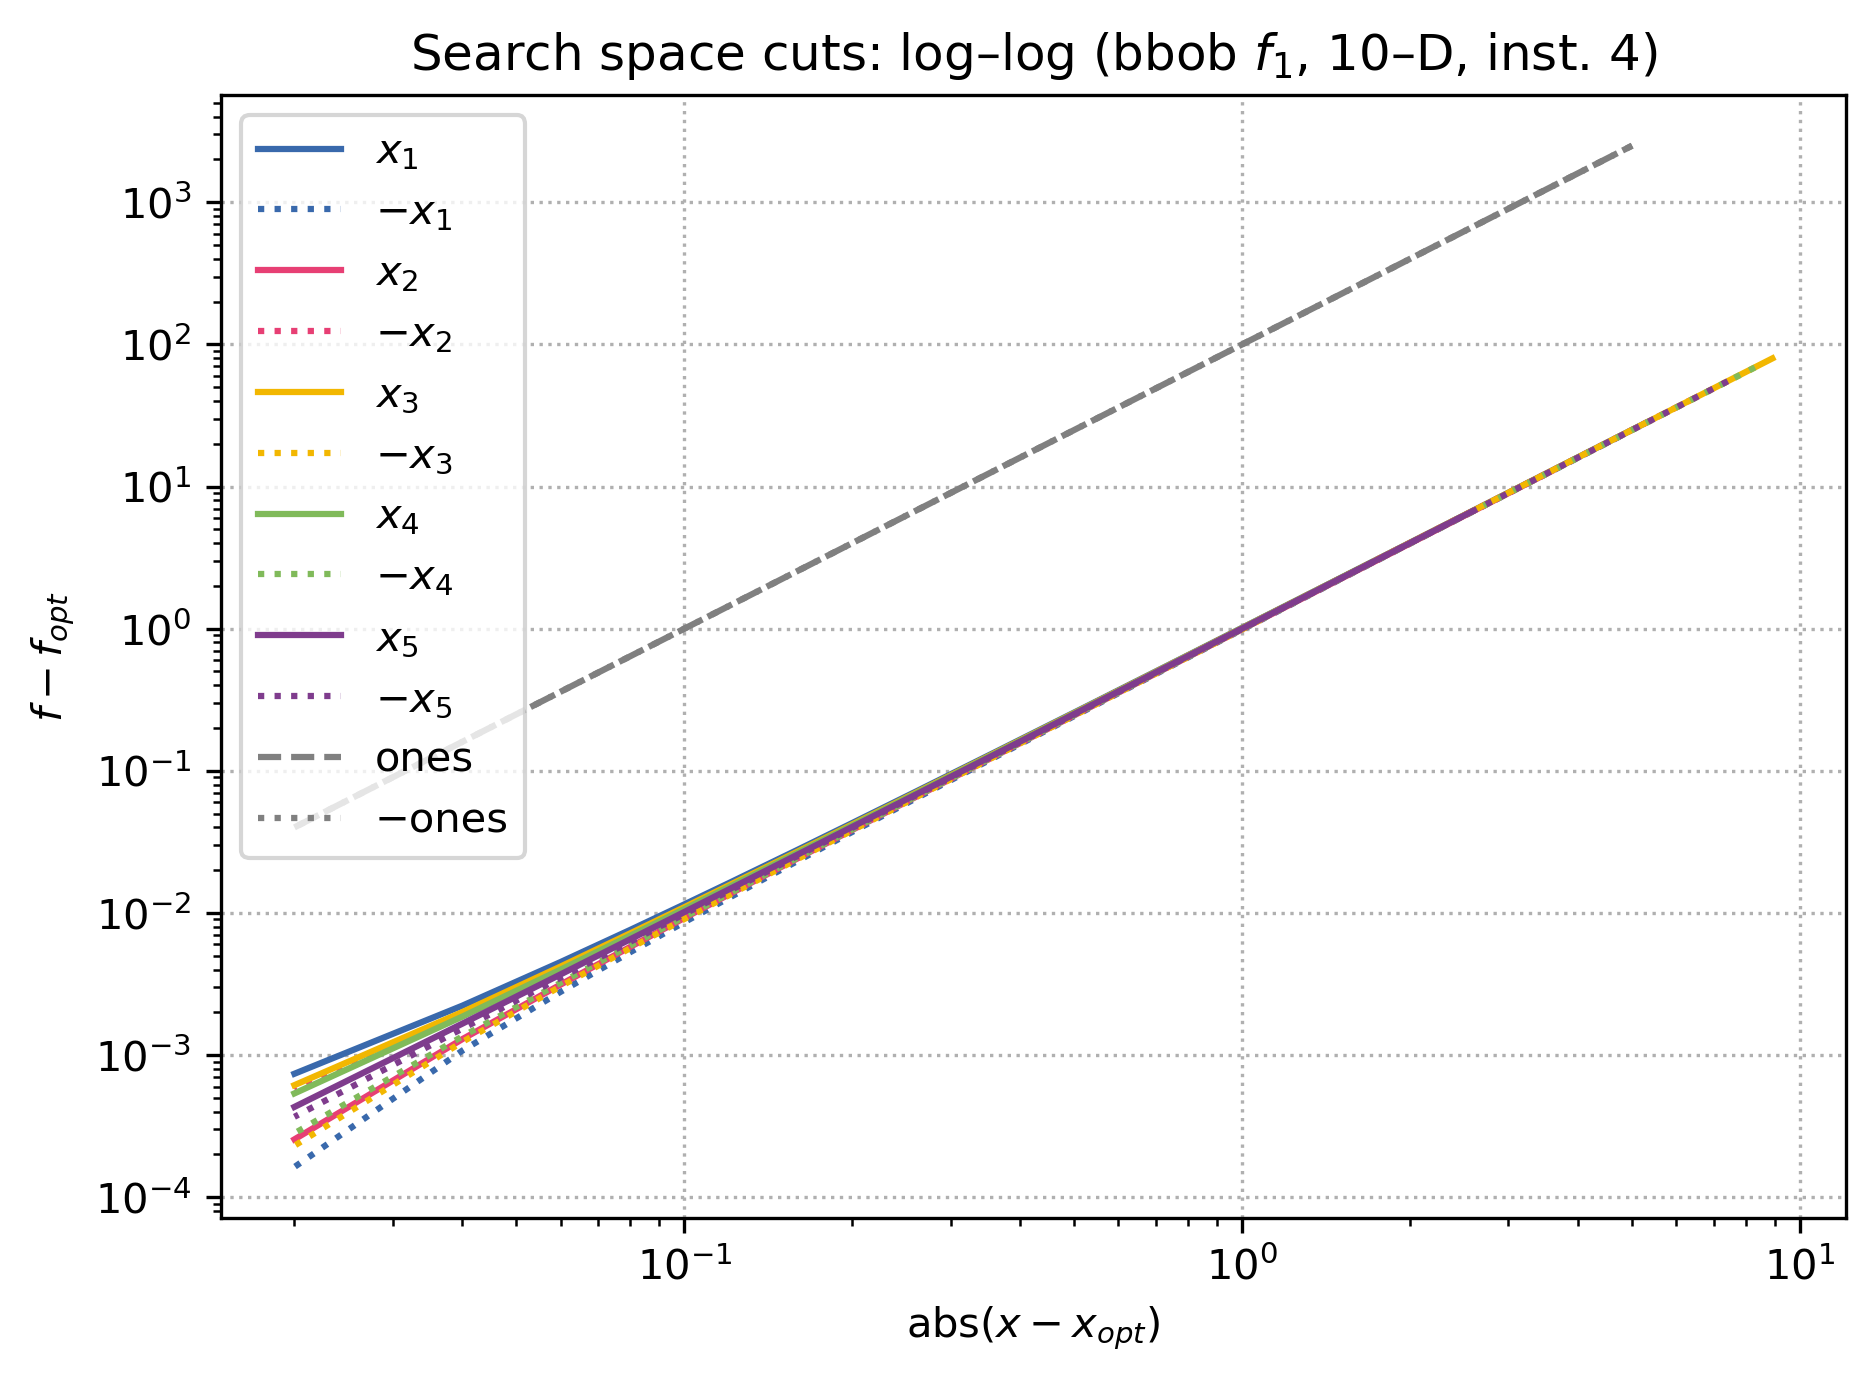 Search space cuts: log–log (bbob f₁, 10–D, inst. 4)
x₁
−x₁
x₂
−x₂
x₃
−x₃
x₄
−x₄
x₅
−x₅
ones
−ones
10³
10²
10¹
10⁰
10⁻¹
10⁻²
10⁻³
10⁻⁴
f − f_opt
10⁻¹ 10⁰ 10¹
abs(x − x_opt)